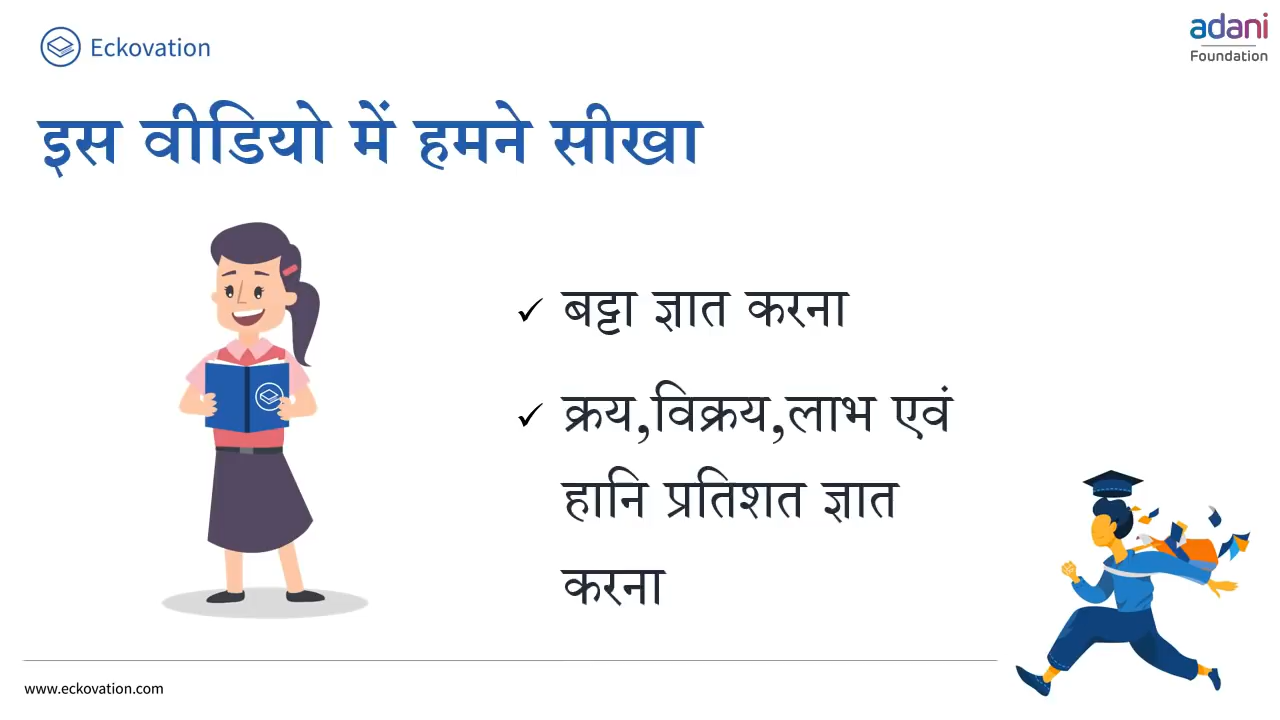 Eckovation
adani
Foundation
इस वीडियो में हमने सीखा
✓ बट्टा ज्ञात करना
✓ क्रय,विक्रय,लाभ एवं
हानि प्रतिशत ज्ञात
करना
www.eckovation.com